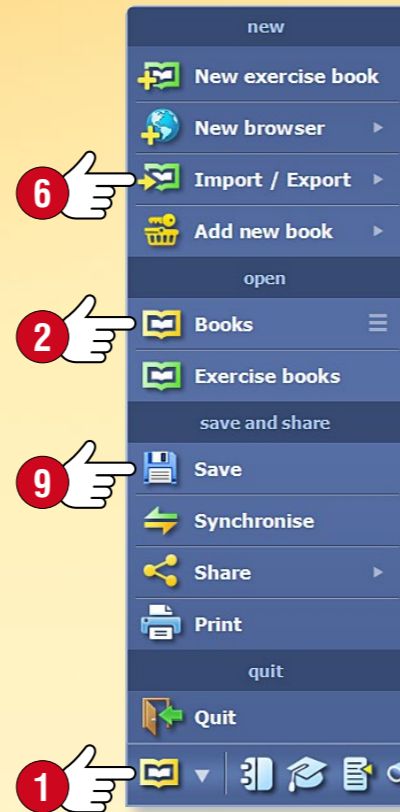 new
New exercise book
New browser
6 Import / Export
Add new book
open
2 Books
Exercise books
save and share
9 Save
Synchronise
Share
Print
quit
Quit
1